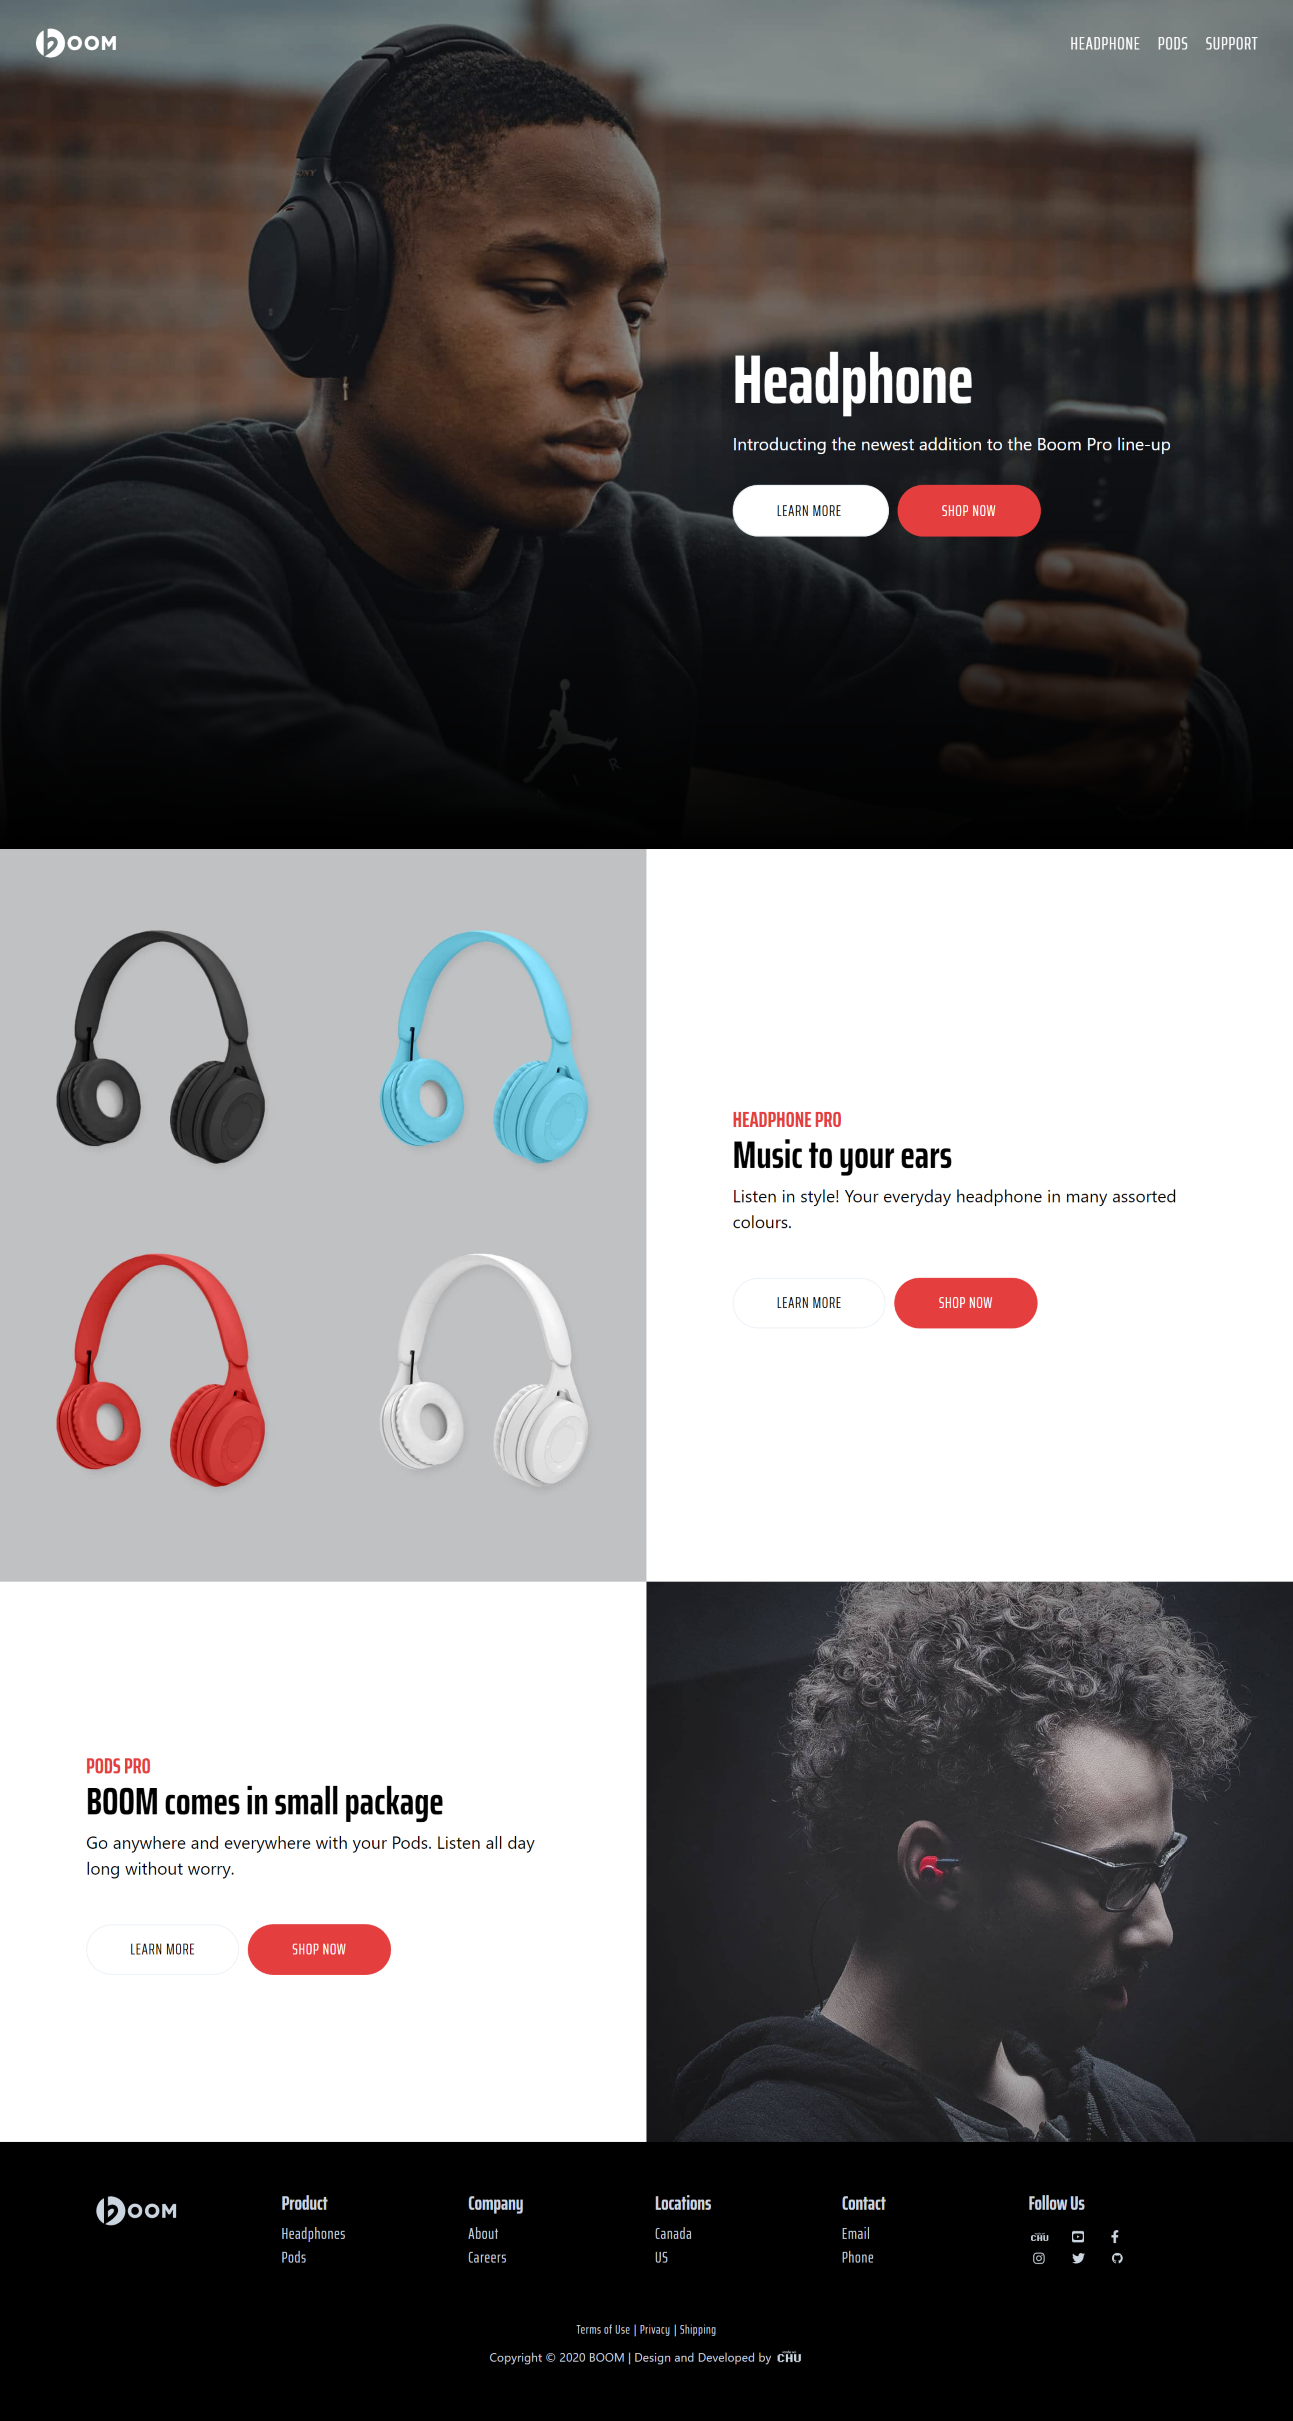 BOOM
HEADPHONE PODS SUPPORT
SONY
Headphone
Introducting the newest addition to the Boom Pro line-up
LEARN MORE SHOP NOW
I R
HEADPHONE PRO
Music to your ears
Listen in style! Your everyday headphone in many assorted
colours.
LEARN MORE SHOP NOW
PODS PRO
BOOM comes in small package
Go anywhere and everywhere with your Pods. Listen all day
long without worry.
LEARN MORE SHOP NOW
BOOM
Product Company Locations Contact Follow Us
Headphones About Canada Email CHU
Pods Careers US Phone
Terms of Use | Privacy | Shipping
Copyright © 2020 BOOM | Design and Developed by CHU